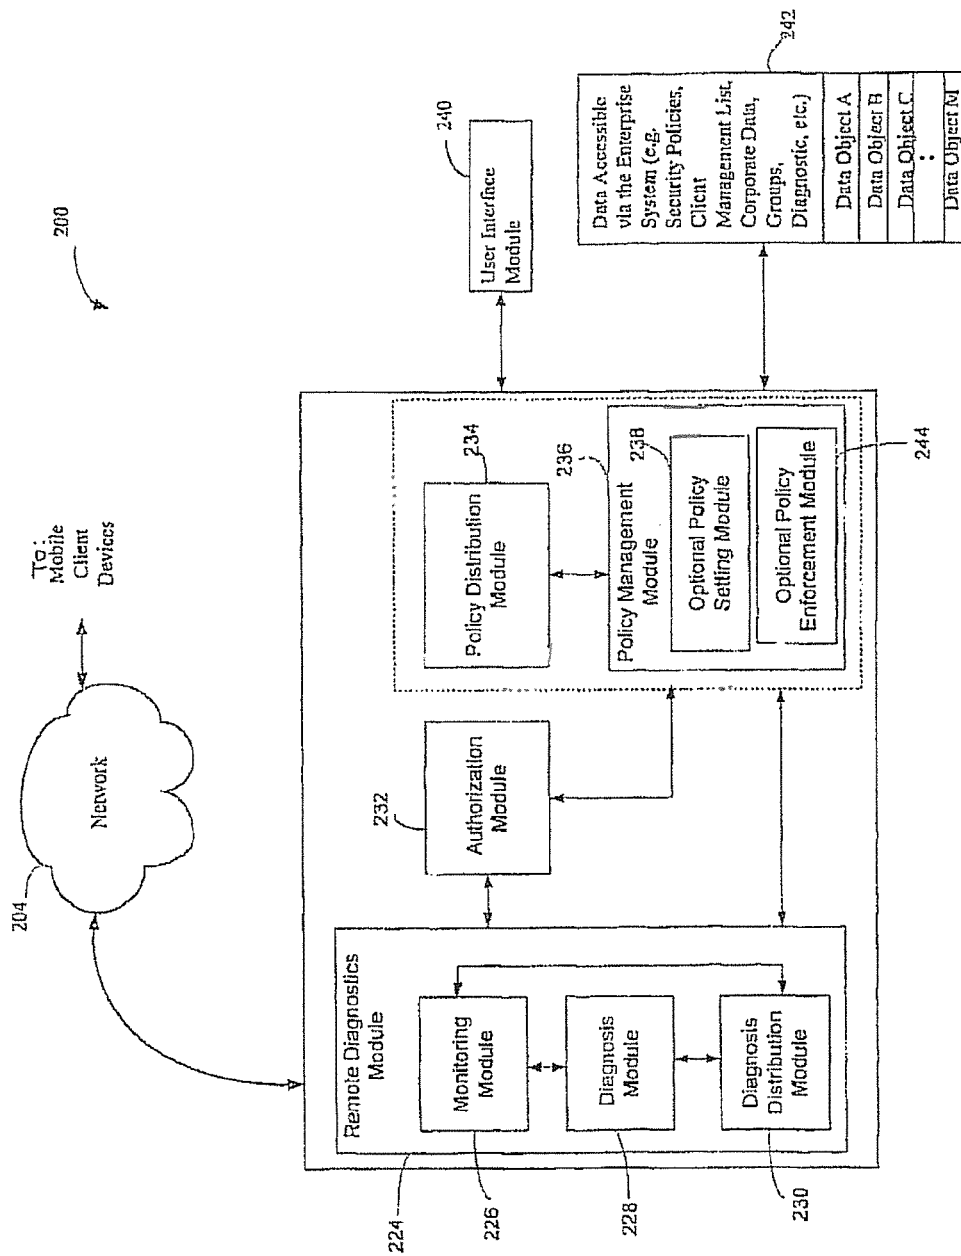 200
To:
Mobile
Client
Devices
204
Network
240
User Interface
Module
242
Data Accessible
via the Enterprise
System (e.g.
Security Policies,
Client
Management List,
Corporate Data,
Groups,
Diagnostic, etc.)
Data Object A
Data Object B
Data Object C
:
Data Object M
234
Policy Distribution
Module
236
Policy Management
Module
238
Optional Policy
Setting Module
Optional Policy
Enforcement Module
244
232
Authorization
Module
Remote Diagnostics
Module
224
Monitoring
Module
226
Diagnosis
Module
228
Diagnosis
Distribution
Module
230